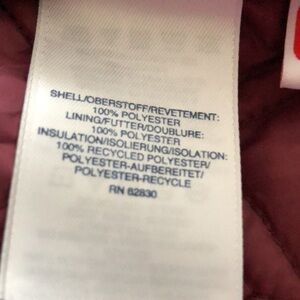 SHELL/OBERSTOFF/REVETEMENT:
100% POLYESTER
LINING/FUTTER/DOUBLURE:
100% POLYESTER
INSULATION/ISOLIERUNG/ISOLATION:
100% RECYCLED POLYESTER/
POLYESTER-AUFBEREITET/
POLYESTER-RECYCLE
RN 62830